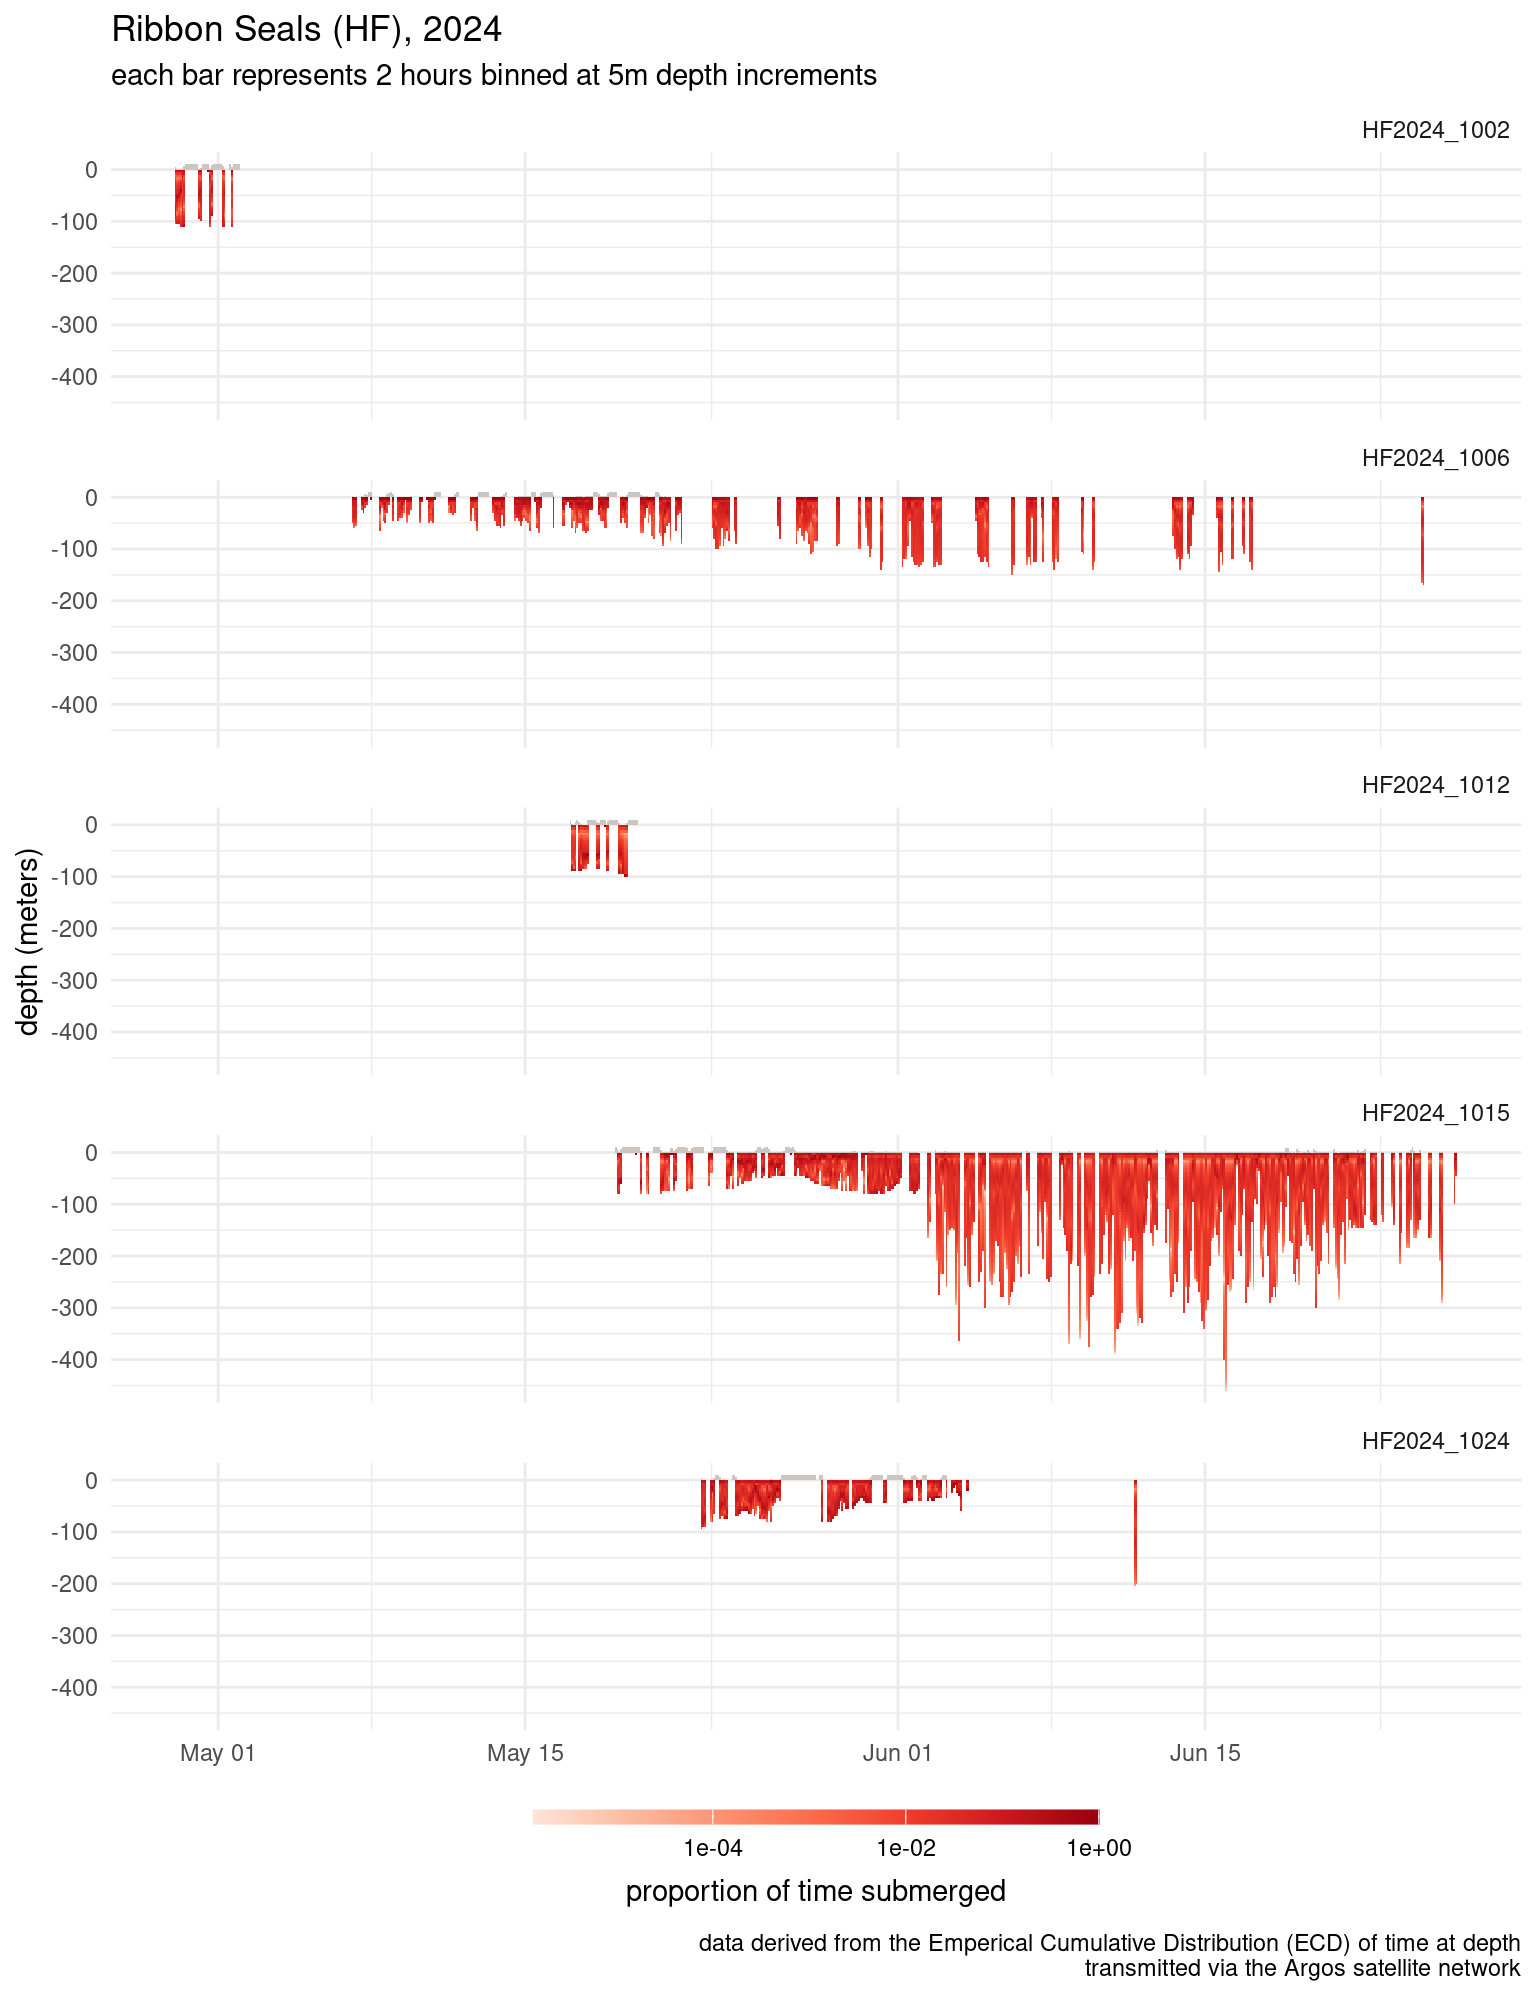 Ribbon Seals (HF), 2024
each bar represents 2 hours binned at 5m depth increments
HF2024_1002
0
-100
-200
-300
-400
HF2024_1006
0
-100
-200
-300
-400
HF2024_1012
0
-100
-200
-300
-400
depth (meters)
HF2024_1015
0
-100
-200
-300
-400
HF2024_1024
0
-100
-200
-300
-400
May 01 May 15 Jun 01 Jun 15
1e-04 1e-02 1e+00
proportion of time submerged
data derived from the Emperical Cumulative Distribution (ECD) of time at depth
transmitted via the Argos satellite network